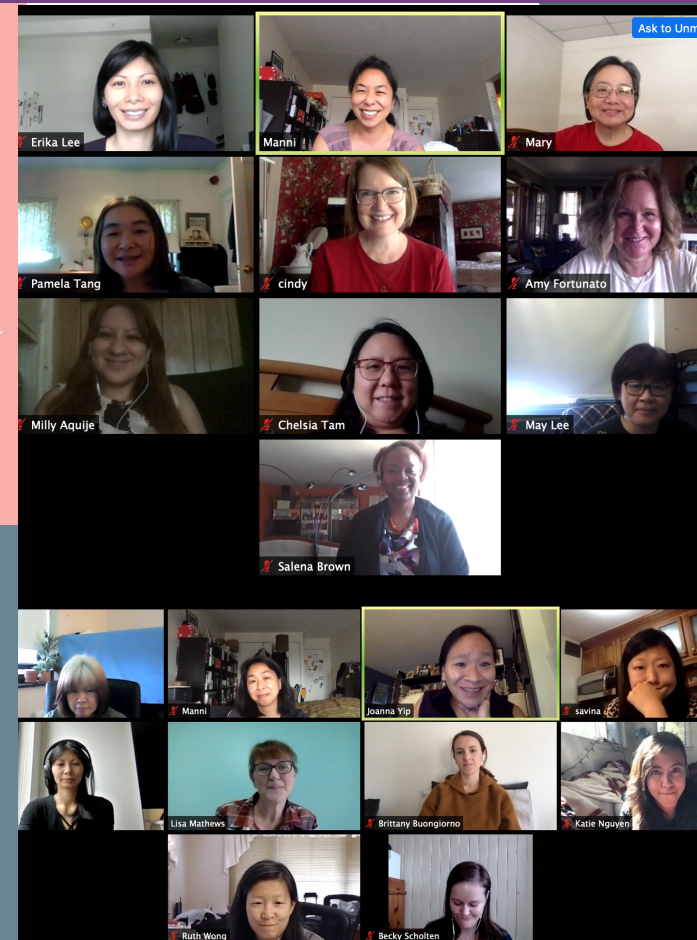 Ask to Unm
Erika Lee
Manni
Mary
Pamela Tang
cindy
Amy Fortunato
Milly Aquije
Chelsia Tam
May Lee
Salena Brown
Manni
Joanna Yip
savina
Lisa Mathews
Brittany Buongiorno
Katie Nguyen
Ruth Wong
Becky Scholten